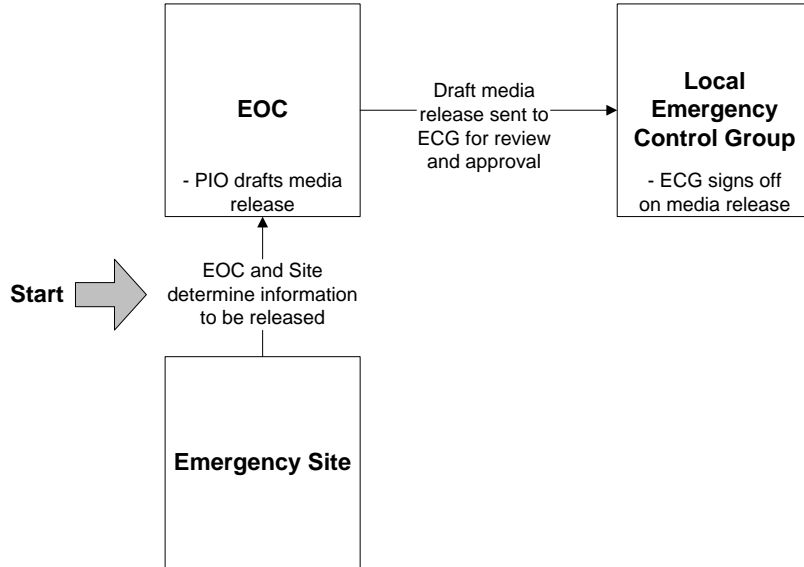 EOC
- PIO drafts media
release
Draft media
release sent to
ECG for review
and approval
Local
Emergency
Control Group
- ECG signs off
on media release
Start
EOC and Site
determine information
to be released
Emergency Site